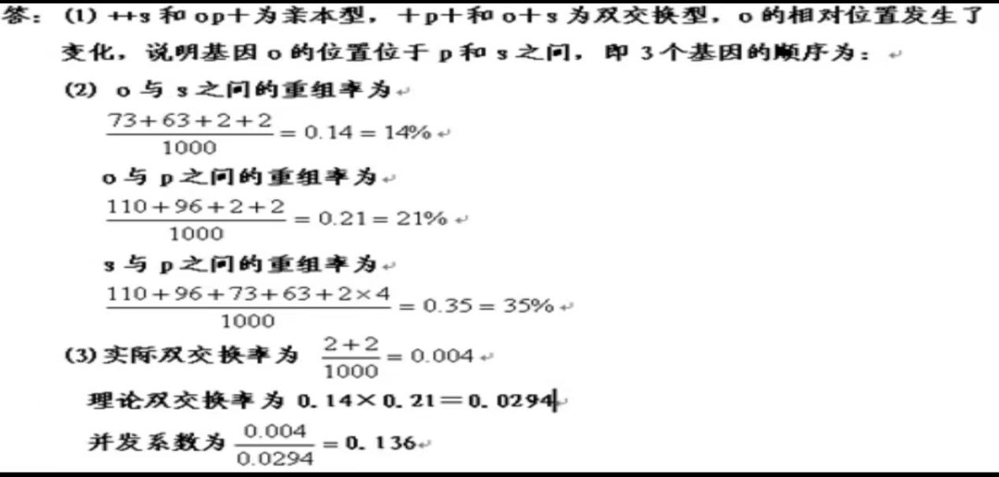 答：(1) ++s 和 op+为亲本型，+p+和 o+s 为双交换型，o 的相对位置发生了
变化，说明基因 o 的位置位于 p 和 s 之间，即 3 个基因的顺序为：
(2) o 与 s 之间的重组率为
(73+63+2+2)/1000 = 0.14 = 14%
o 与 p 之间的重组率为
(110+96+2+2)/1000 = 0.21 = 21%
s 与 p 之间的重组率为
(110+96+73+63+2×4)/1000 = 0.35 = 35%
(3)实际双交换率为 (2+2)/1000 = 0.004
理论双交换率为 0.14×0.21=0.0294
并发系数为 0.004/0.0294 = 0.136